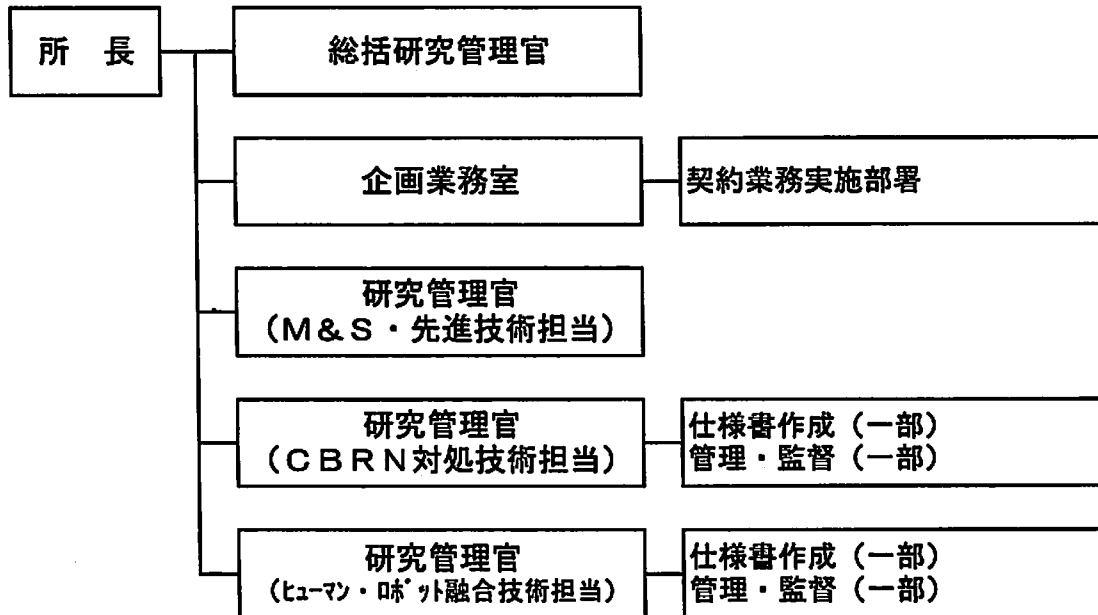 所 長
総括研究管理官
企画業務室
契約業務実施部署
研究管理官
(M&S・先進技術担当)
研究管理官
(CBRN対処技術担当)
仕様書作成(一部)
管理・監督(一部)
研究管理官
(ヒューマン・ロボット融合技術担当)
仕様書作成(一部)
管理・監督(一部)